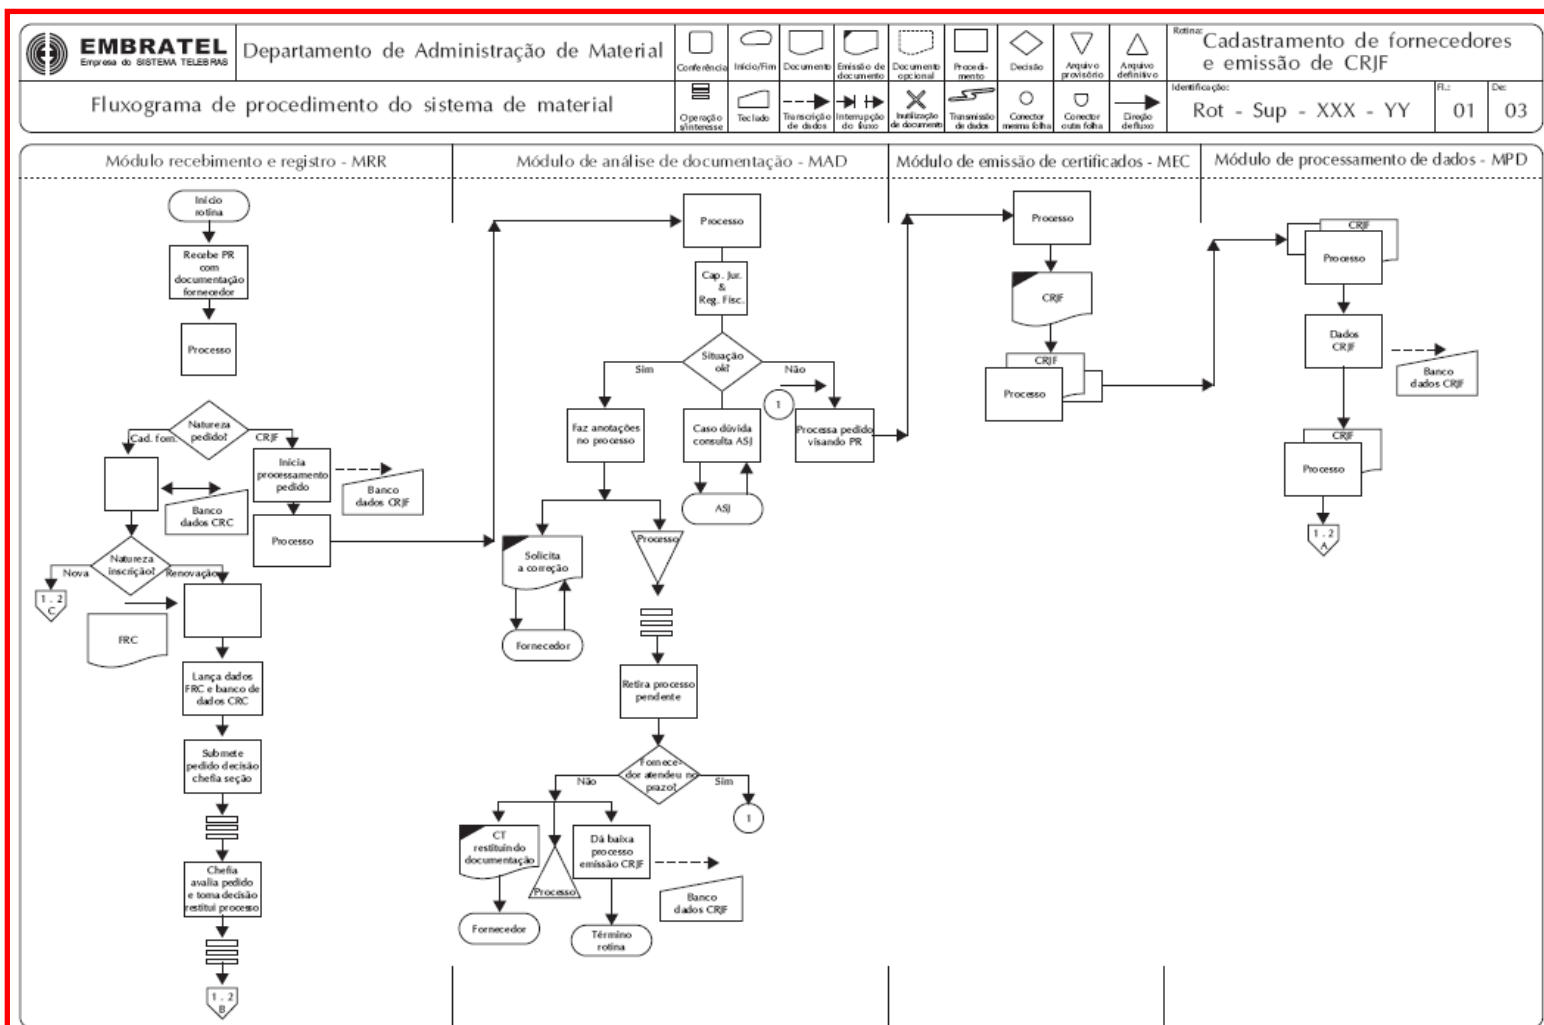 EMBRATEL
Empresa do SISTEMA TELEBRAS
Departamento de Administração de Material
Fluxograma de procedimento do sistema de material
Conferência
Início/Fim
Documento
Emissão de
documento
Documento
opcional
Procedi-
mento
Decisão
Arquivo
provisório
Arquivo
definitivo
Operação
s/interesse
Teclado
Transcrição
de dados
Interrupção
do fluxo
Inutilização
de documento
Transmissão
de dados
Conector
mesma folha
Conector
outra folha
Direção
de fluxo
Rotina:
Cadastramento de fornecedores
e emissão de CRJF
Identificação:
Rot - Sup - XXX - YY
FL:
01
De:
03
Módulo recebimento e registro - MRR
Módulo de análise de documentação - MAD
Módulo de emissão de certificados - MEC
Módulo de processamento de dados - MPD
Início
rotina
Recebe PR
com
documentação
fornecedor
Processo
Natureza
pedido?
Cad. forn.
CRJF
Inicia
processamento
pedido
Banco
dados CRJF
Banco
dados CRC
Processo
Natureza
inscrição?
Nova
Renovação
1 . 2
C
FRC
Lança dados
FRC e banco de
dados CRC
Submete
pedido decisão
chefia seção
Chefia
avalia pedido
e toma decisão
restitui processo
1 . 2
B
Processo
Cap. Jur.
&
Reg. Fisc.
Situação
ok?
Sim
Não
1
Faz anotações
no processo
Caso dúvida
consulta ASJ
Processa pedido
visando PR
ASJ
Solicita
a correção
Processo
Fornecedor
Retira processo
pendente
Fornece-
dor atendeu no
prazo?
Não
Sim
1
CT
restituindo
documentação
Processo
Dá baixa
processo
emissão CRJF
Banco
dados CRJF
Fornecedor
Término
rotina
Processo
CRJF
CRJF
Processo
CRJF
Processo
Dados
CRJF
Banco
dados CRJF
CRJF
Processo
1 . 2
A